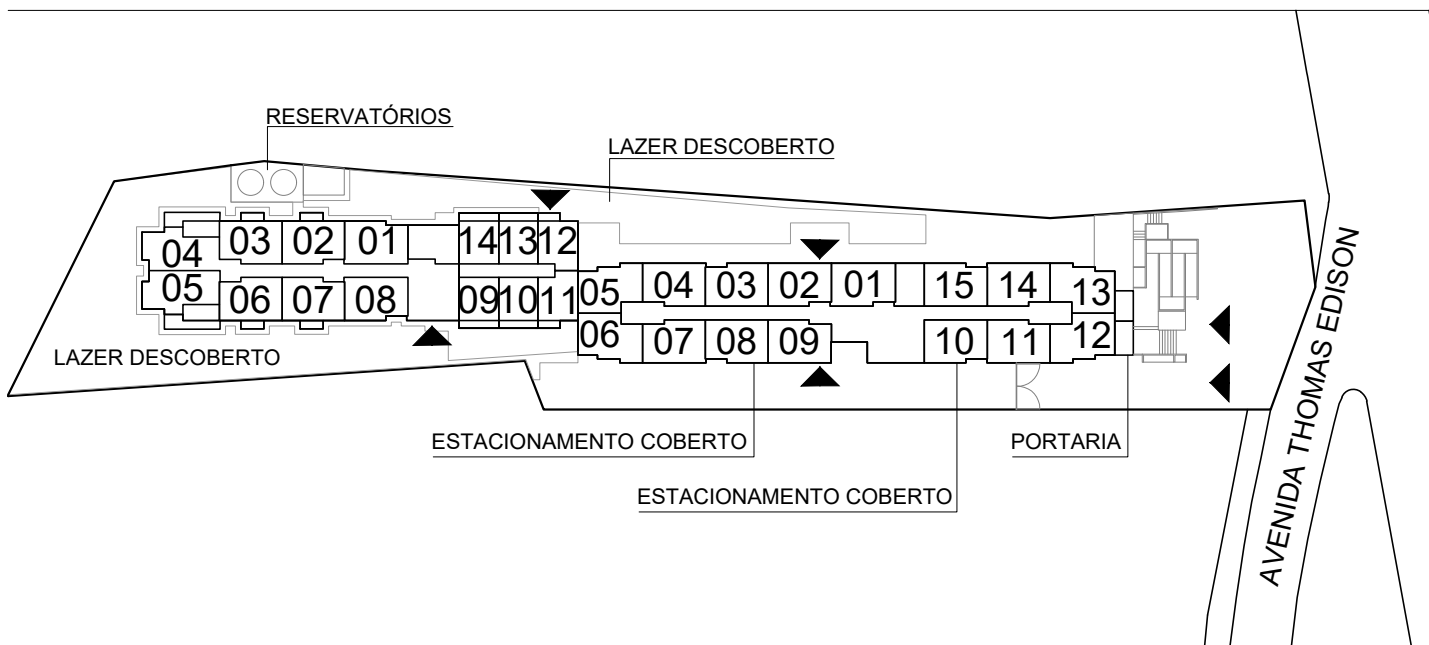 RESERVATÓRIOS
LAZER DESCOBERTO
04 03 02 01 14 13 12
05 06 07 08 09 10 11
05 04 03 02 01 15 14 13
06 07 08 09 10 11 12
LAZER DESCOBERTO
ESTACIONAMENTO COBERTO
PORTARIA
ESTACIONAMENTO COBERTO
AVENIDA THOMAS EDISON